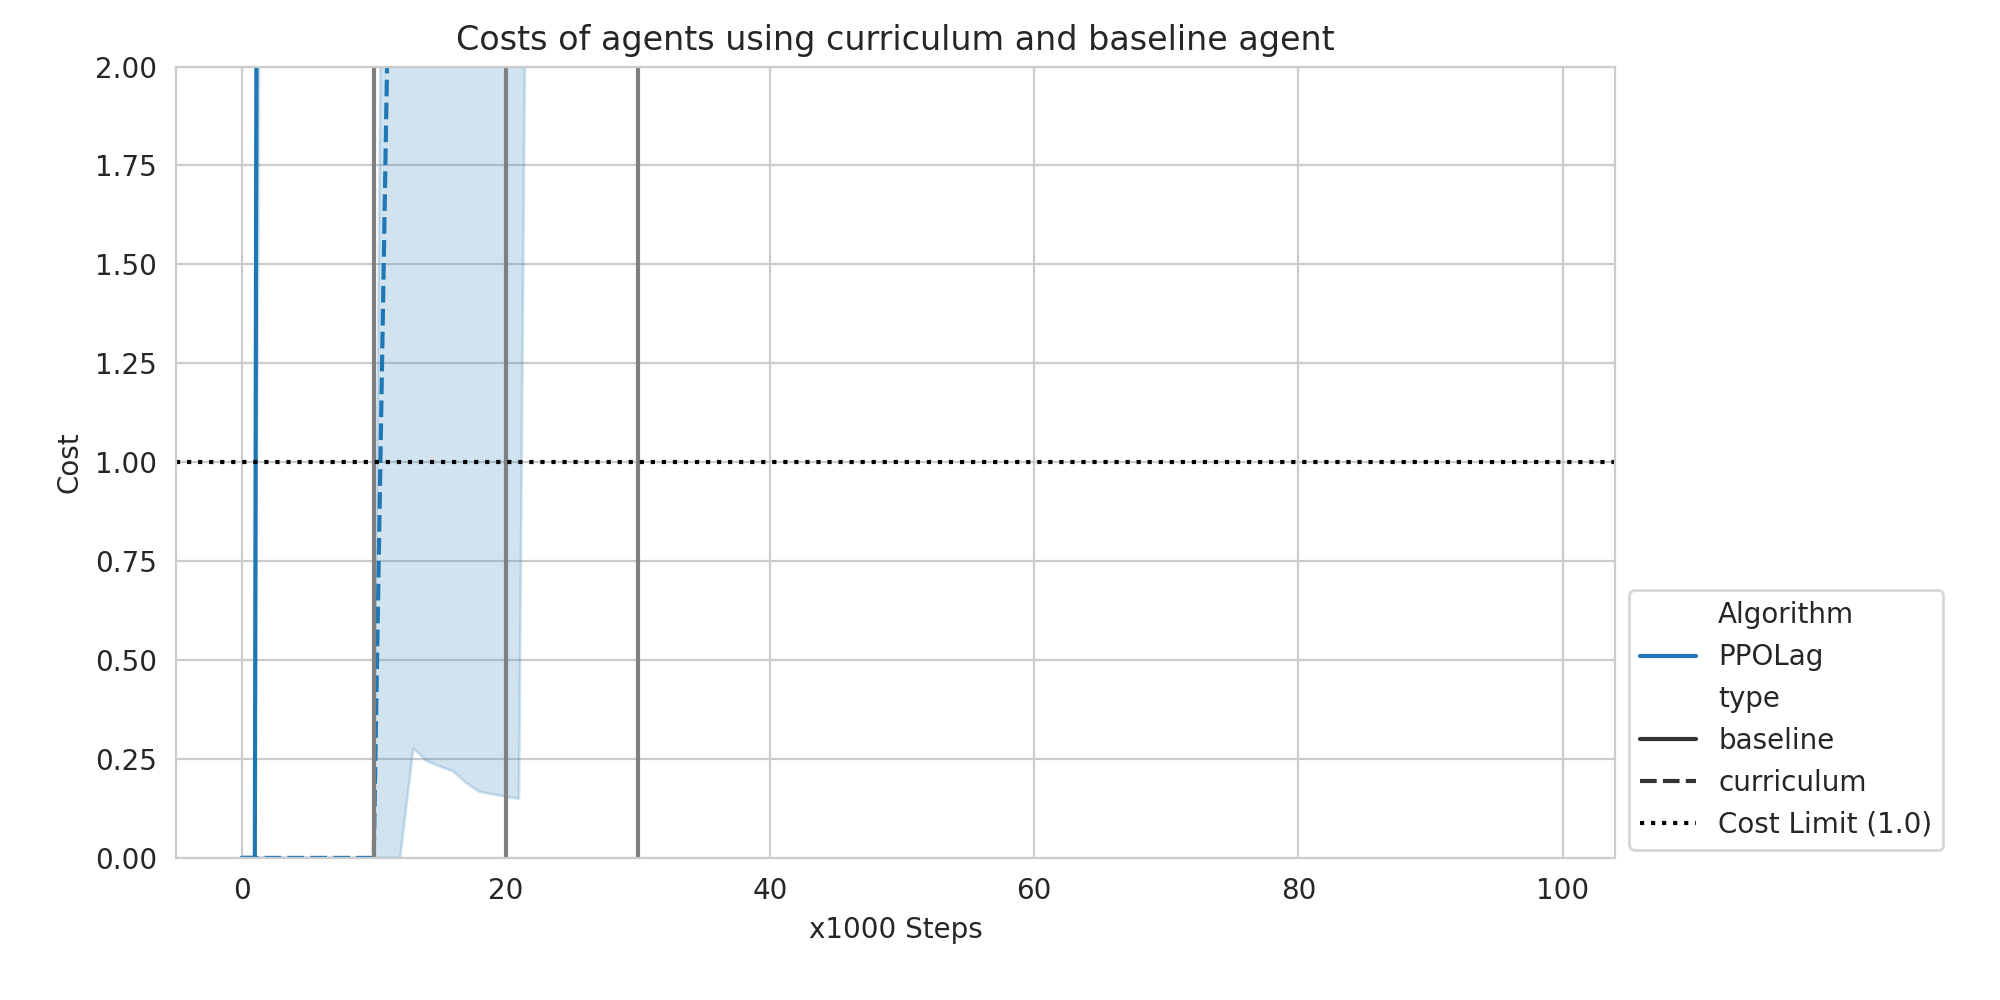 Costs of agents using curriculum and baseline agent
2.00
1.75
1.50
1.25
1.00
0.75
0.50
0.25
0.00
Cost
0 20 40 60 80 100
x1000 Steps
Algorithm
PPOLag
type
baseline
curriculum
Cost Limit (1.0)